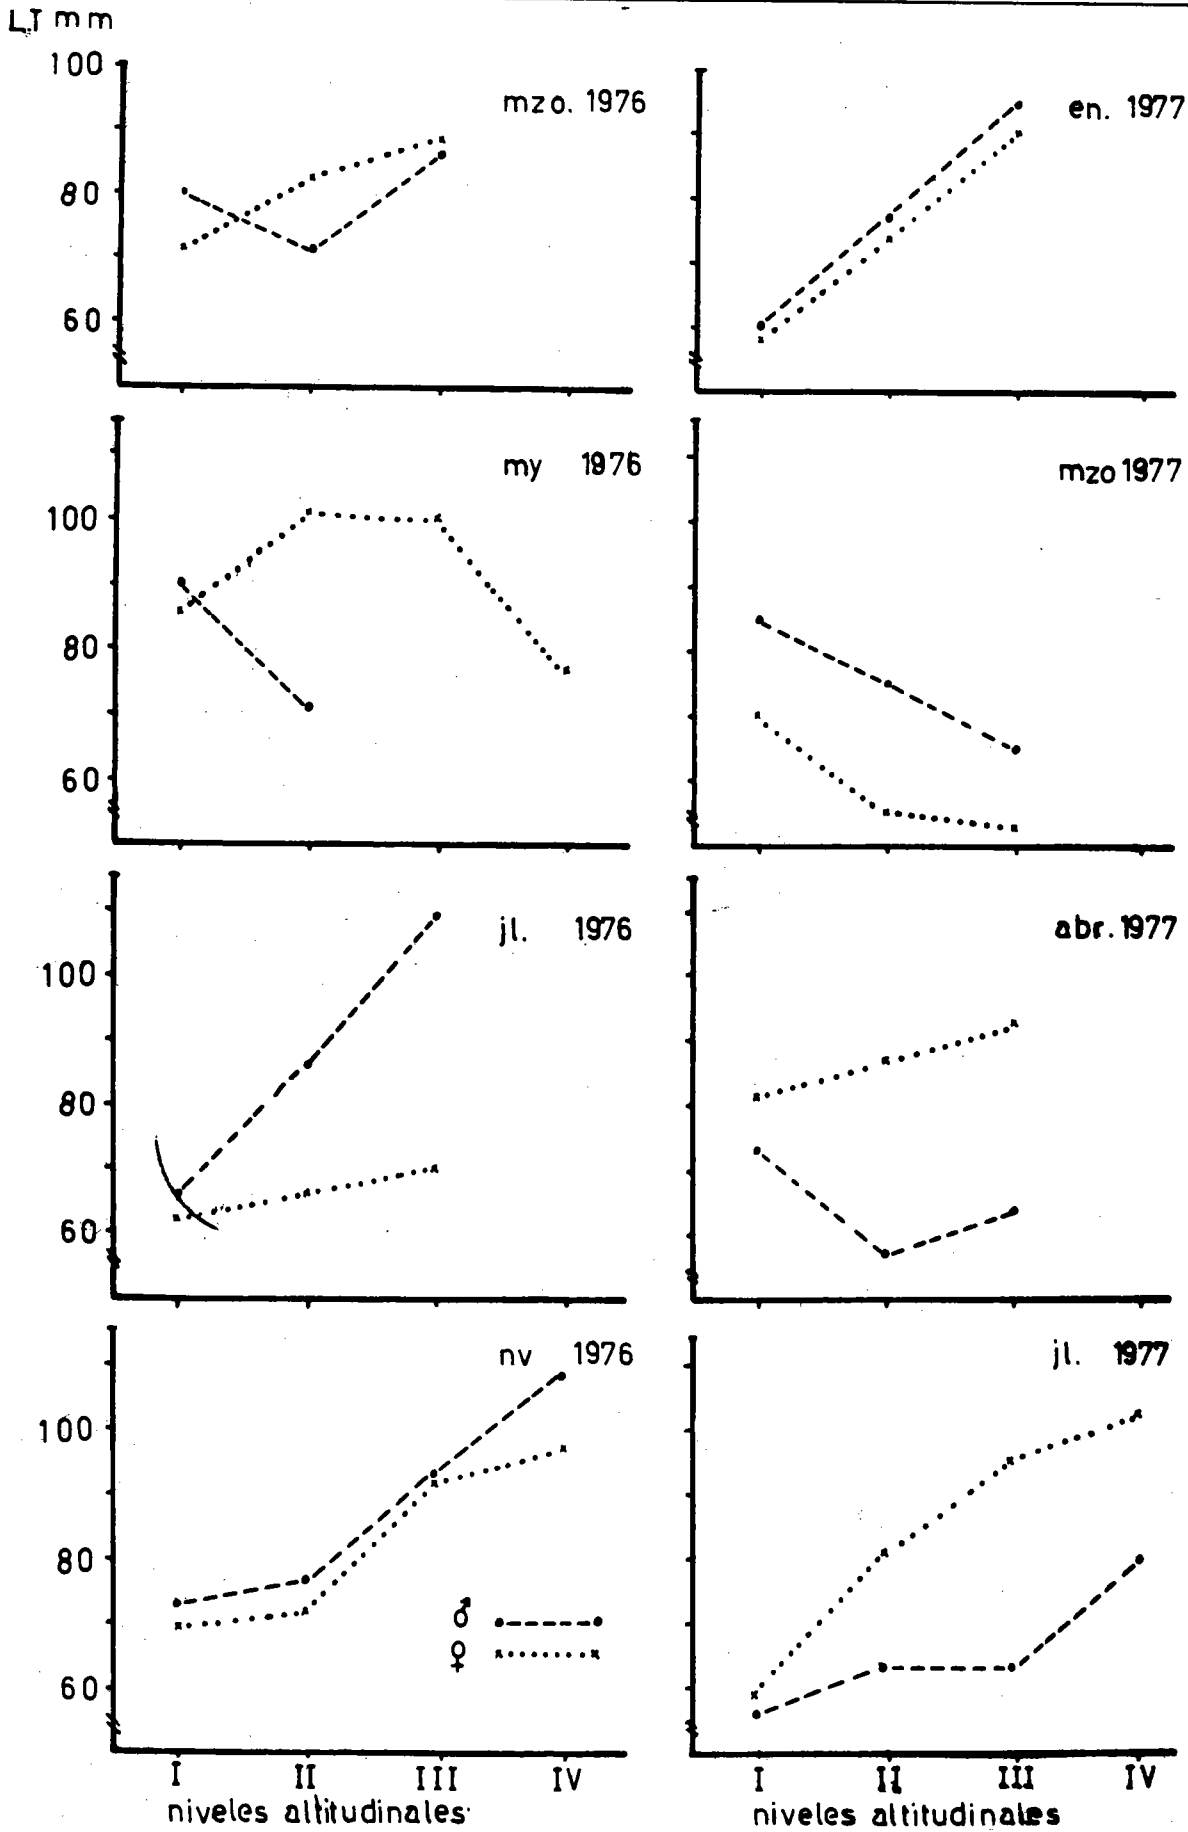 L.T mm
100
80
60
mzo. 1976
en. 1977
100
80
60
my 1976
mzo 1977
100
80
60
jl. 1976
abr. 1977
100
80
60
nv 1976
♂
♀
jl. 1977
I II III IV
niveles altitudinales
I II III IV
niveles altitudinales